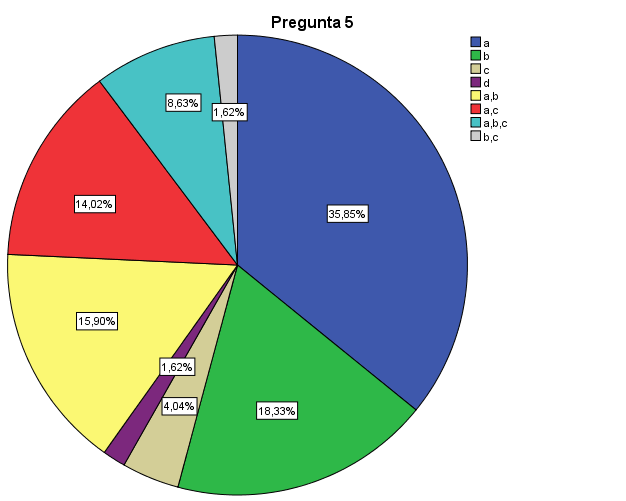 Pregunta 5
a
b
c
d
a,b
a,c
a,b,c
b,c
35,85%
18,33%
4,04%
1,62%
15,90%
14,02%
8,63%
1,62%